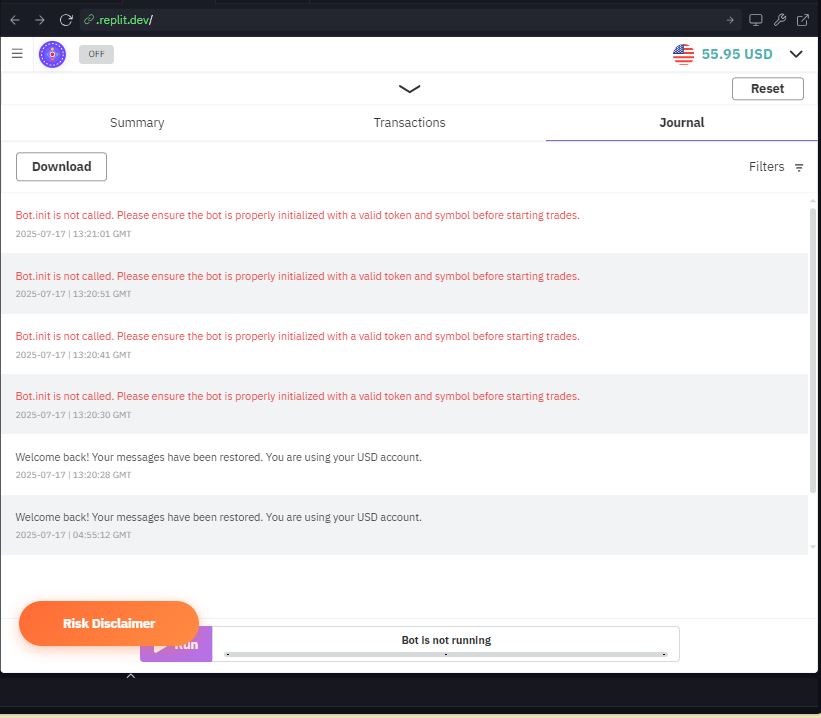 .replit.dev/
OFF
55.95 USD
Reset
Summary
Transactions
Journal
Download
Filters
Bot.init is not called. Please ensure the bot is properly initialized with a valid token and symbol before starting trades.
2025-07-17 | 13:21:01 GMT
Bot.init is not called. Please ensure the bot is properly initialized with a valid token and symbol before starting trades.
2025-07-17 | 13:20:51 GMT
Bot.init is not called. Please ensure the bot is properly initialized with a valid token and symbol before starting trades.
2025-07-17 | 13:20:41 GMT
Bot.init is not called. Please ensure the bot is properly initialized with a valid token and symbol before starting trades.
2025-07-17 | 13:20:30 GMT
Welcome back! Your messages have been restored. You are using your USD account.
2025-07-17 | 13:20:28 GMT
Welcome back! Your messages have been restored. You are using your USD account.
2025-07-17 | 04:55:12 GMT
Risk Disclaimer
Run
Bot is not running